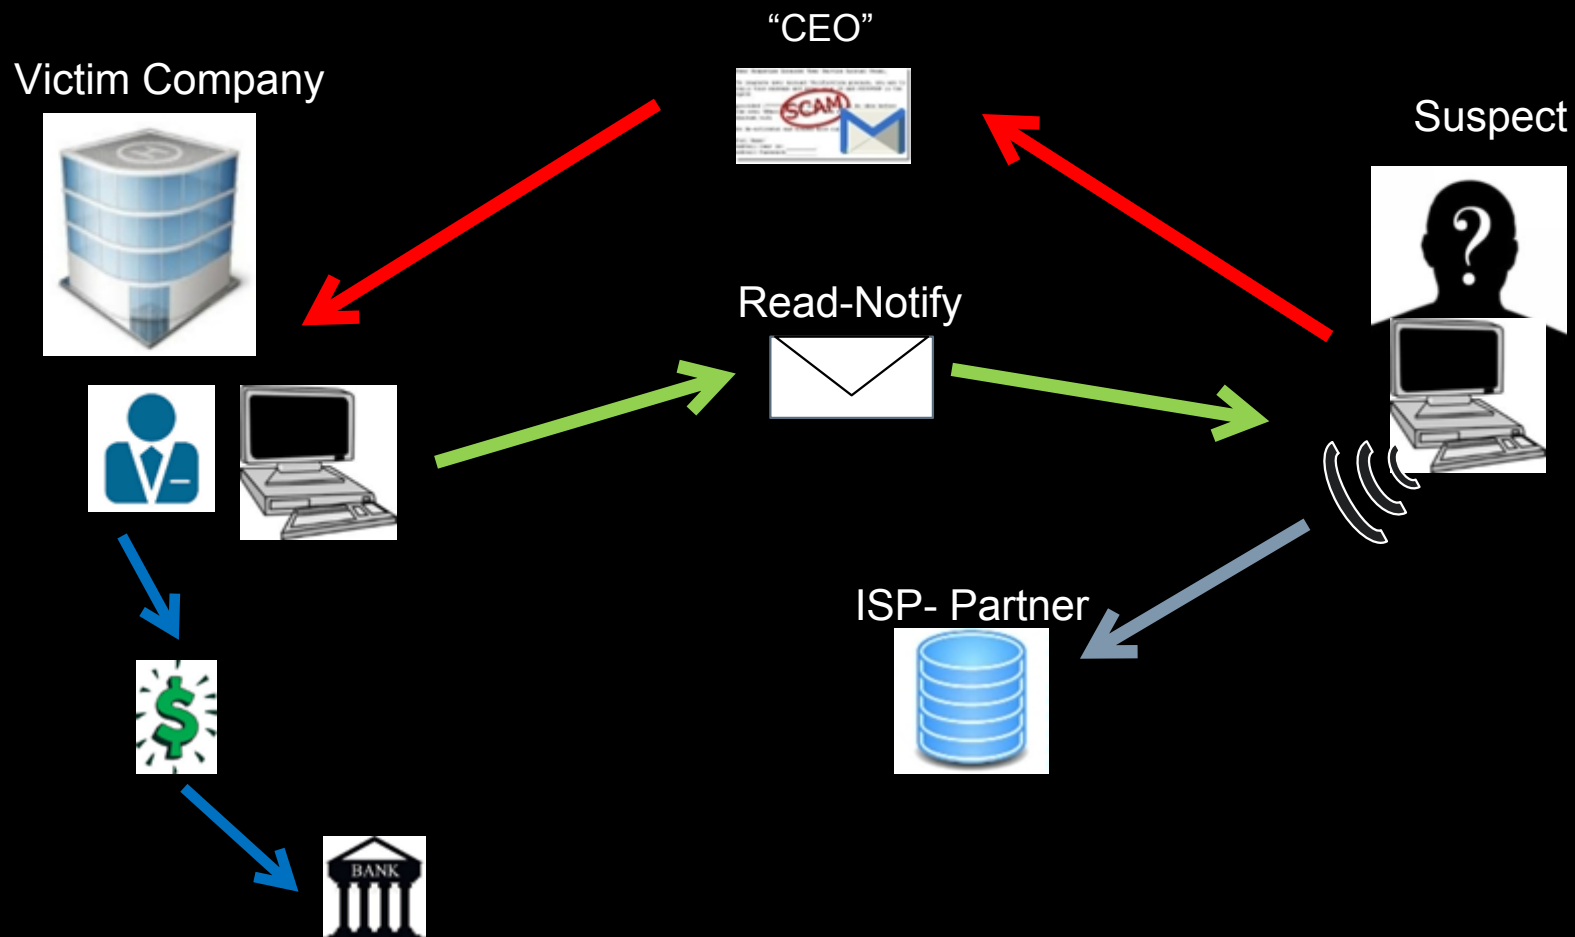 “CEO”
Victim Company
SCAM
Suspect
Read-Notify
ISP- Partner
BANK